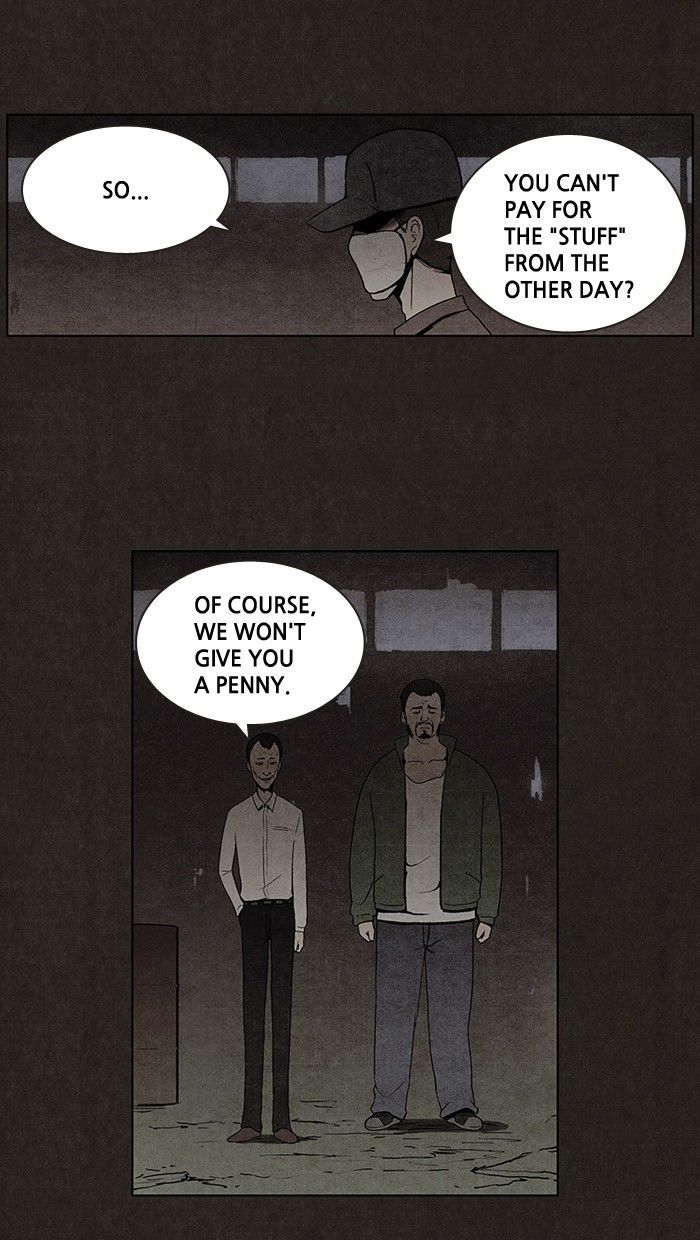 SO...
YOU CAN'T
PAY FOR
THE "STUFF"
FROM THE
OTHER DAY?
OF COURSE,
WE WON'T
GIVE YOU
A PENNY.